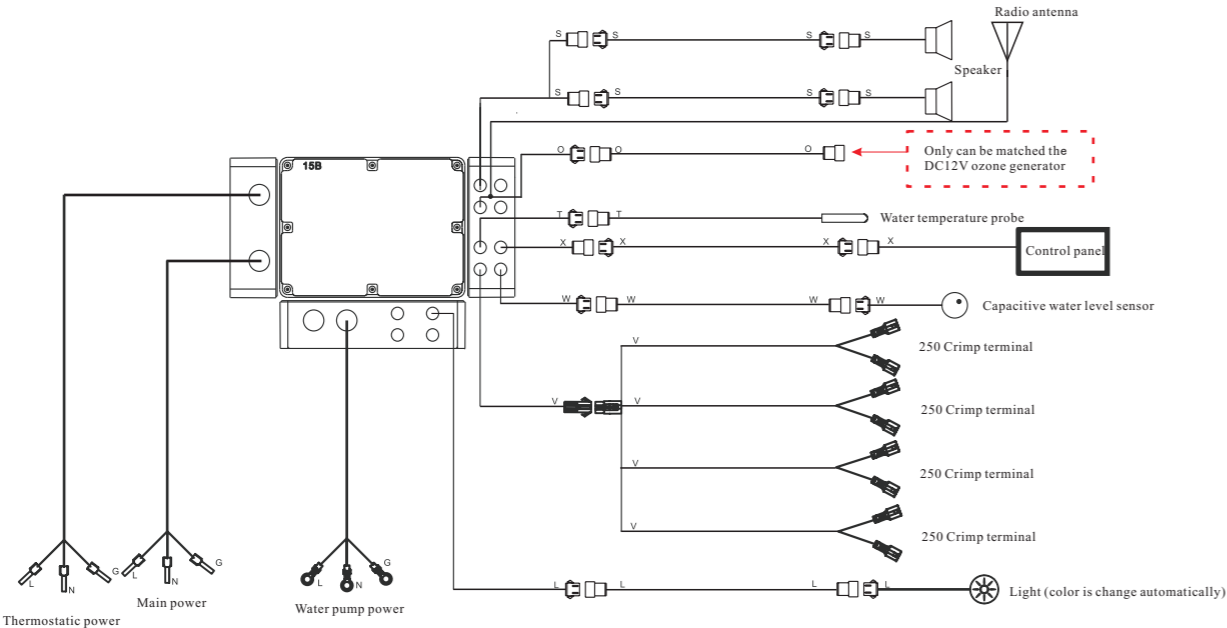 Radio antenna
S S S S
Speaker
S S S S
O O O
Only can be matched the
DC12V ozone generator
15B
T T
Water temperature probe
X X X X
Control panel
W W W W
Capacitive water level sensor
V
250 Crimp terminal
V V
250 Crimp terminal
V
250 Crimp terminal
V
250 Crimp terminal
L N G
Thermostatic power
L N G
Main power
L N G
Water pump power
L L L L
Light (color is change automatically)